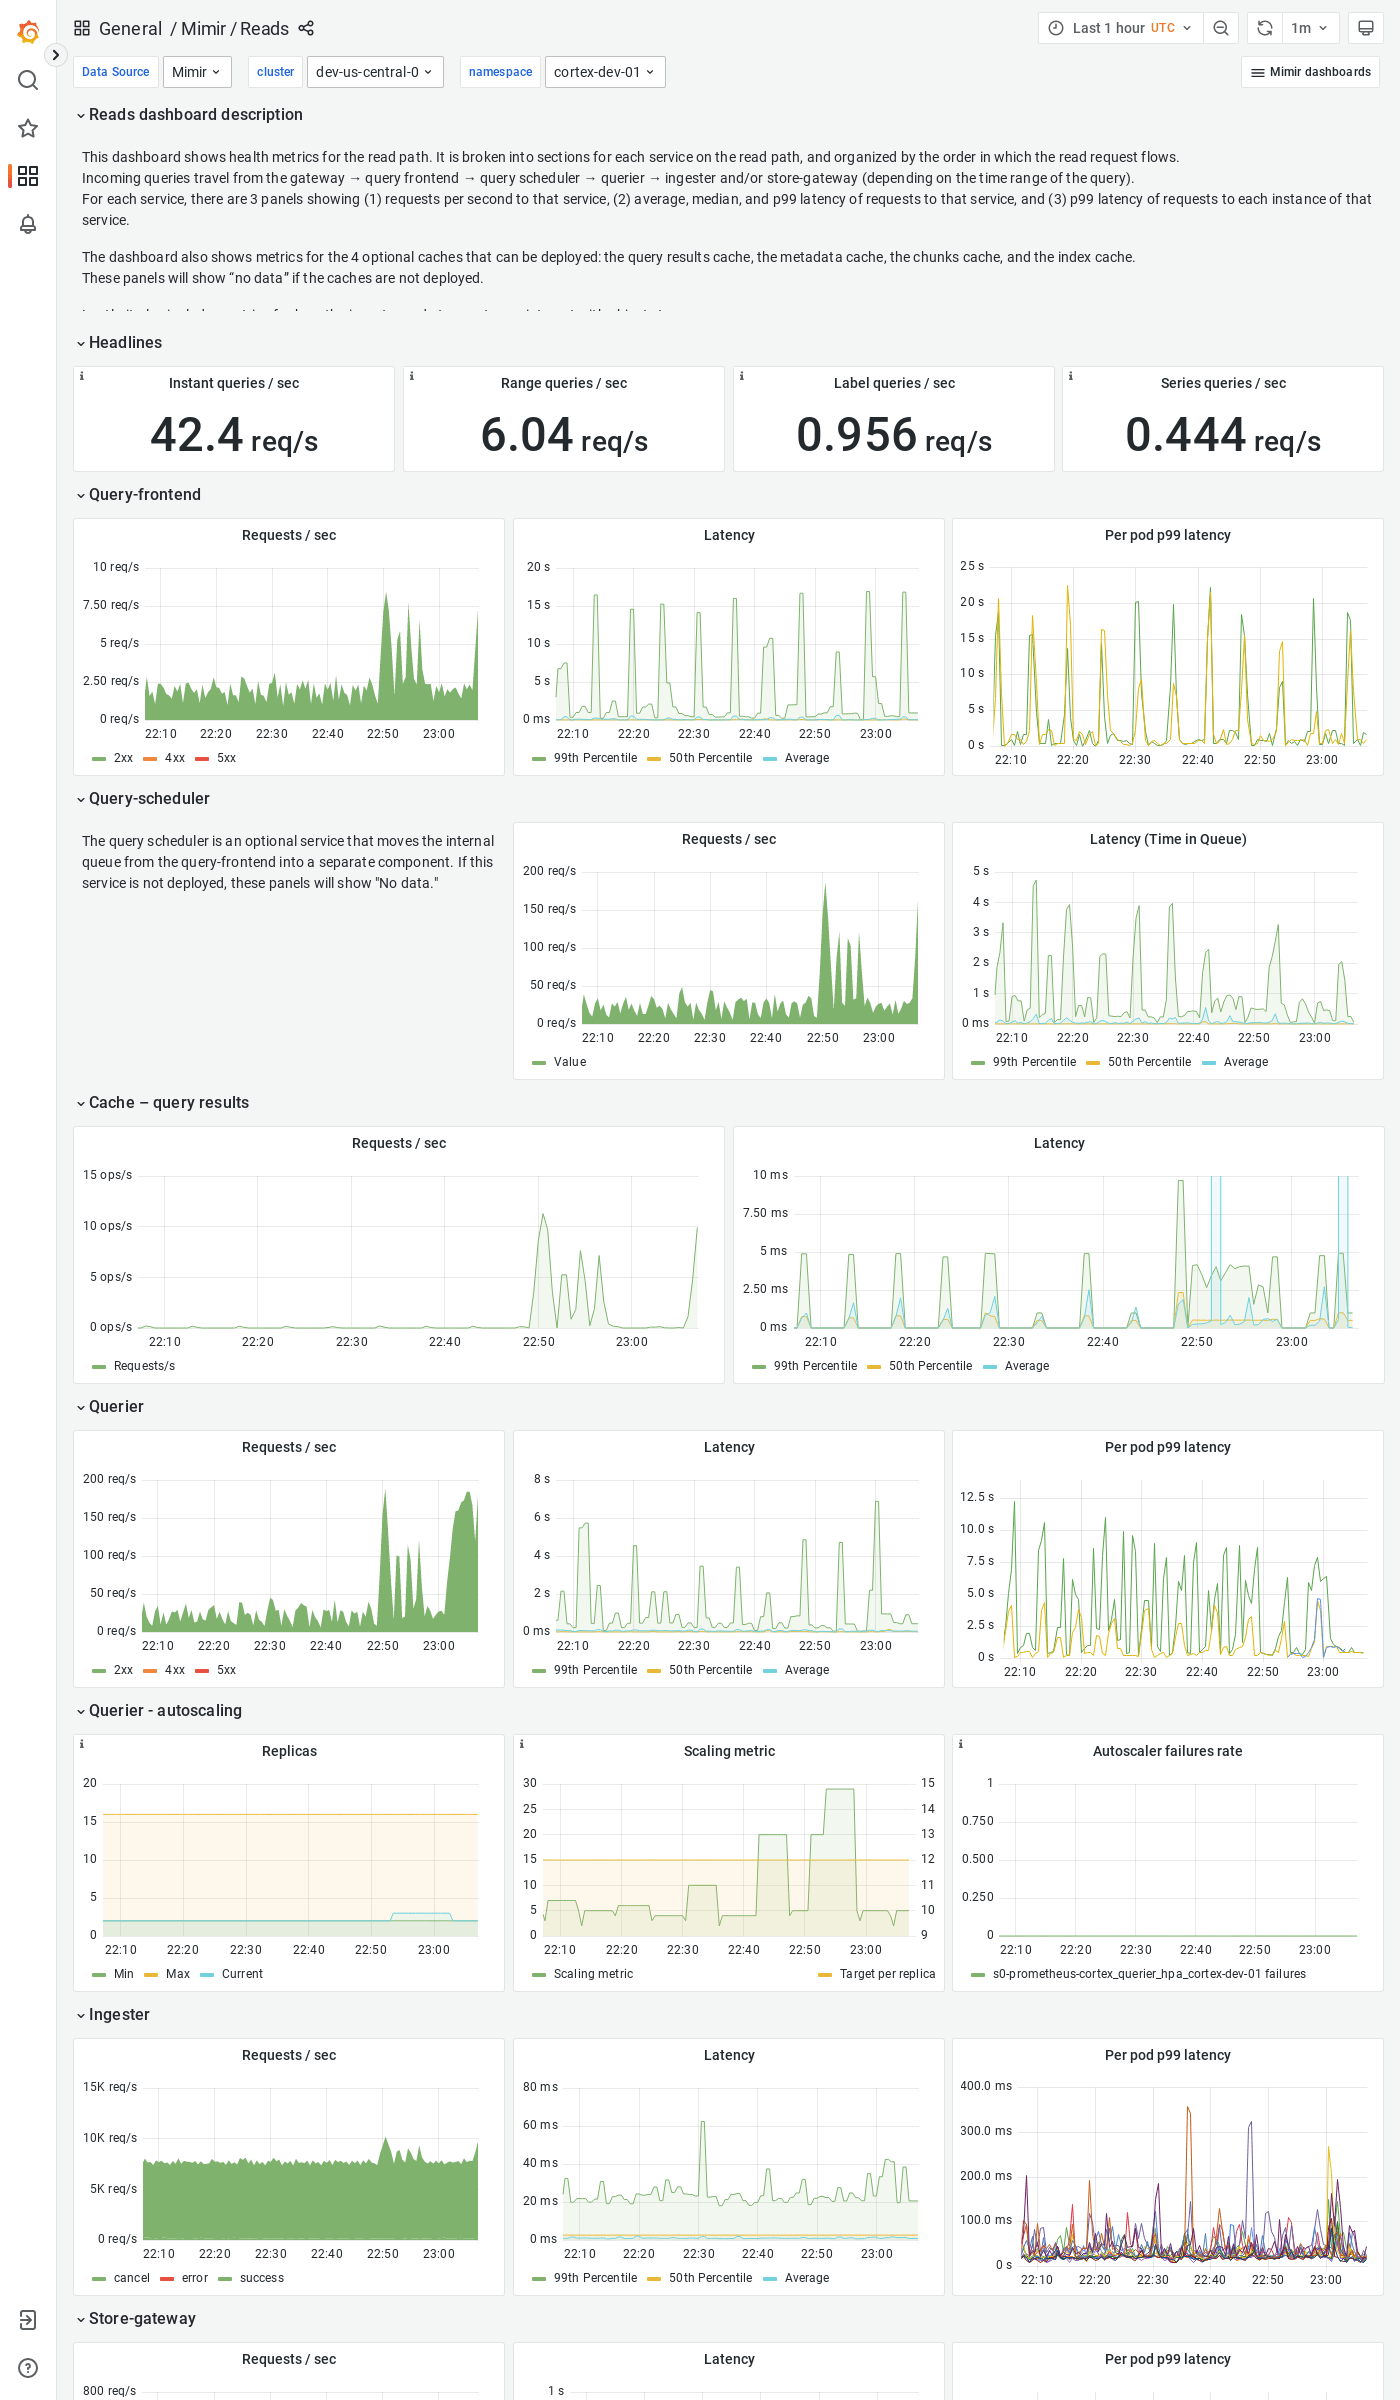 General / Mimir / Reads
Last 1 hour UTC
1m
Data Source Mimir cluster dev-us-central-0 namespace cortex-dev-01
Mimir dashboards
Reads dashboard description
This dashboard shows health metrics for the read path. It is broken into sections for each service on the read path, and organized by the order in which the read request flows.
Incoming queries travel from the gateway → query frontend → query scheduler → querier → ingester and/or store-gateway (depending on the time range of the query).
For each service, there are 3 panels showing (1) requests per second to that service, (2) average, median, and p99 latency of requests to that service, and (3) p99 latency of requests to each instance of that
service.
The dashboard also shows metrics for the 4 optional caches that can be deployed: the query results cache, the metadata cache, the chunks cache, and the index cache.
These panels will show “no data” if the caches are not deployed.
Headlines
Instant queries / sec
42.4 req/s
Range queries / sec
6.04 req/s
Label queries / sec
0.956 req/s
Series queries / sec
0.444 req/s
Query-frontend
Requests / sec
10 req/s
7.50 req/s
5 req/s
2.50 req/s
0 req/s
22:10 22:20 22:30 22:40 22:50 23:00
2xx 4xx 5xx
Latency
20 s
15 s
10 s
5 s
0 ms
22:10 22:20 22:30 22:40 22:50 23:00
99th Percentile 50th Percentile Average
Per pod p99 latency
25 s
20 s
15 s
10 s
5 s
0 s
22:10 22:20 22:30 22:40 22:50 23:00
Query-scheduler
The query scheduler is an optional service that moves the internal
queue from the query-frontend into a separate component. If this
service is not deployed, these panels will show "No data."
Requests / sec
200 req/s
150 req/s
100 req/s
50 req/s
0 req/s
22:10 22:20 22:30 22:40 22:50 23:00
Value
Latency (Time in Queue)
5 s
4 s
3 s
2 s
1 s
0 ms
22:10 22:20 22:30 22:40 22:50 23:00
99th Percentile 50th Percentile Average
Cache – query results
Requests / sec
15 ops/s
10 ops/s
5 ops/s
0 ops/s
22:10 22:20 22:30 22:40 22:50 23:00
Requests/s
Latency
10 ms
7.50 ms
5 ms
2.50 ms
0 ms
22:10 22:20 22:30 22:40 22:50 23:00
99th Percentile 50th Percentile Average
Querier
Requests / sec
200 req/s
150 req/s
100 req/s
50 req/s
0 req/s
22:10 22:20 22:30 22:40 22:50 23:00
2xx 4xx 5xx
Latency
8 s
6 s
4 s
2 s
0 ms
22:10 22:20 22:30 22:40 22:50 23:00
99th Percentile 50th Percentile Average
Per pod p99 latency
12.5 s
10.0 s
7.5 s
5.0 s
2.5 s
0 s
22:10 22:20 22:30 22:40 22:50 23:00
Querier - autoscaling
Replicas
20
15
10
5
0
22:10 22:20 22:30 22:40 22:50 23:00
Min Max Current
Scaling metric
30
25
20
15
10
5
0
15
14
13
12
11
10
9
22:10 22:20 22:30 22:40 22:50 23:00
Scaling metric Target per replica
Autoscaler failures rate
1
0.750
0.500
0.250
0
22:10 22:20 22:30 22:40 22:50 23:00
s0-prometheus-cortex_querier_hpa_cortex-dev-01 failures
Ingester
Requests / sec
15K req/s
10K req/s
5K req/s
0 req/s
22:10 22:20 22:30 22:40 22:50 23:00
cancel error success
Latency
80 ms
60 ms
40 ms
20 ms
0 ms
22:10 22:20 22:30 22:40 22:50 23:00
99th Percentile 50th Percentile Average
Per pod p99 latency
400.0 ms
300.0 ms
200.0 ms
100.0 ms
0 s
22:10 22:20 22:30 22:40 22:50 23:00
Store-gateway
Requests / sec
800 req/s
Latency
1 s
Per pod p99 latency